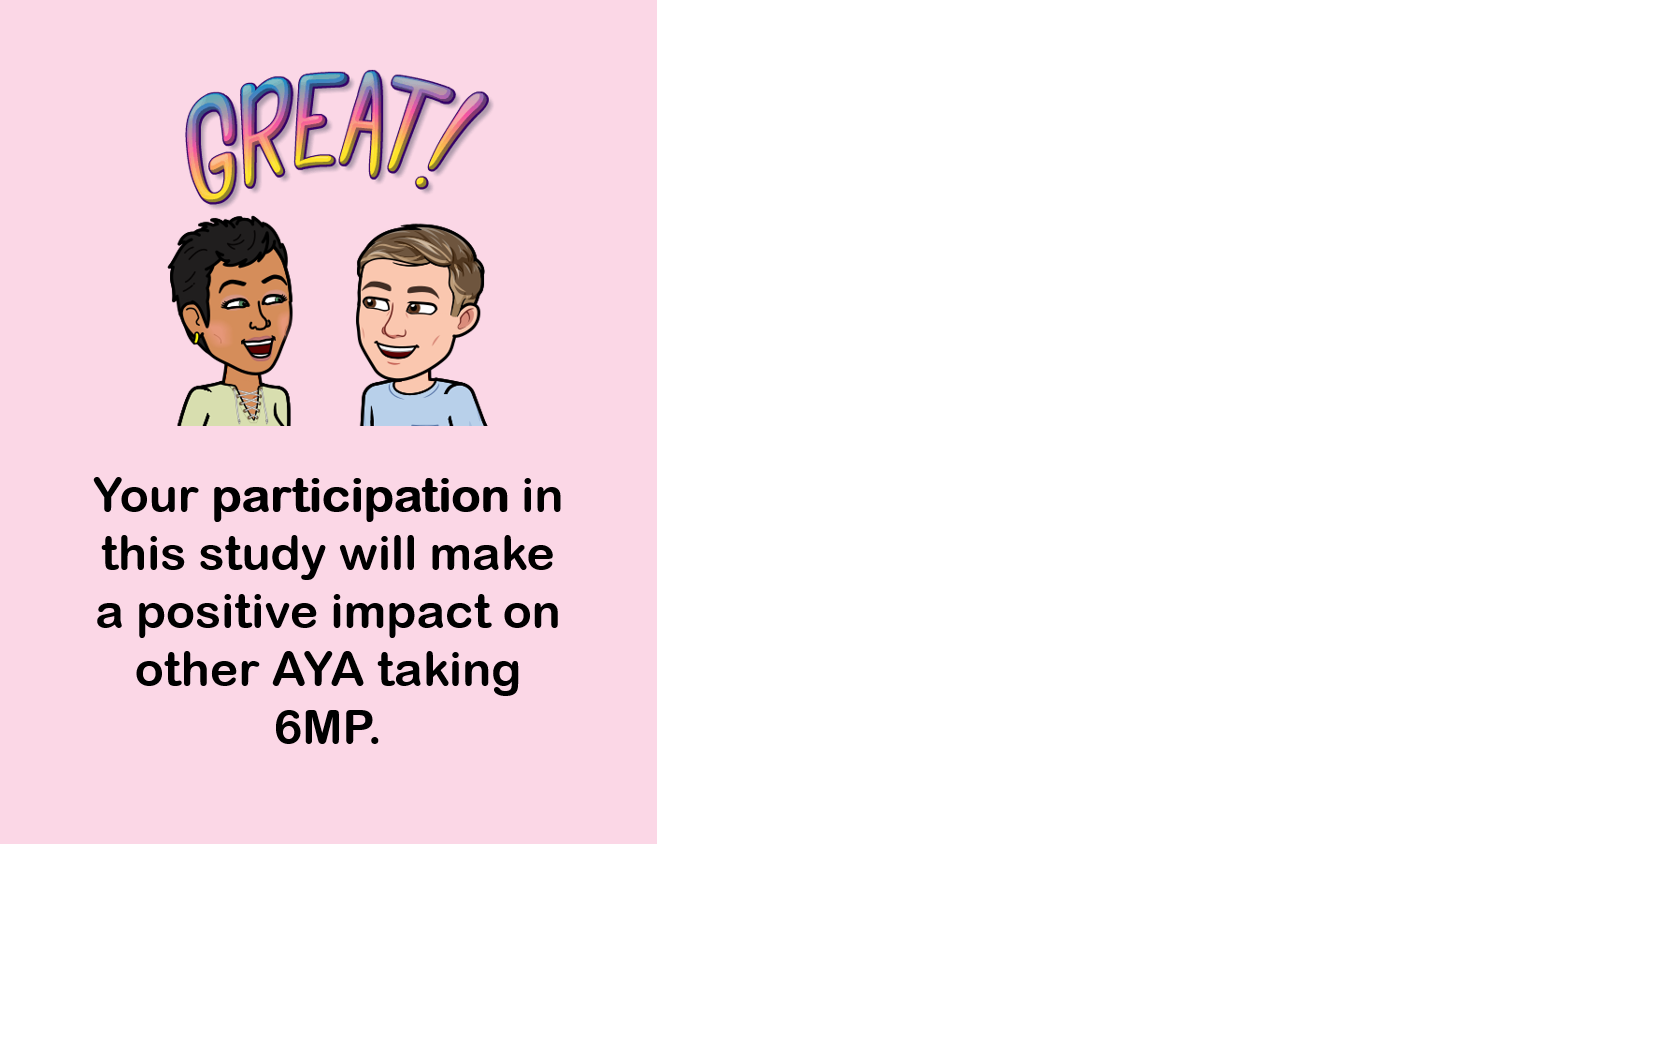 GREAT!
Your participation in
this study will make
a positive impact on
other AYA taking
6MP.